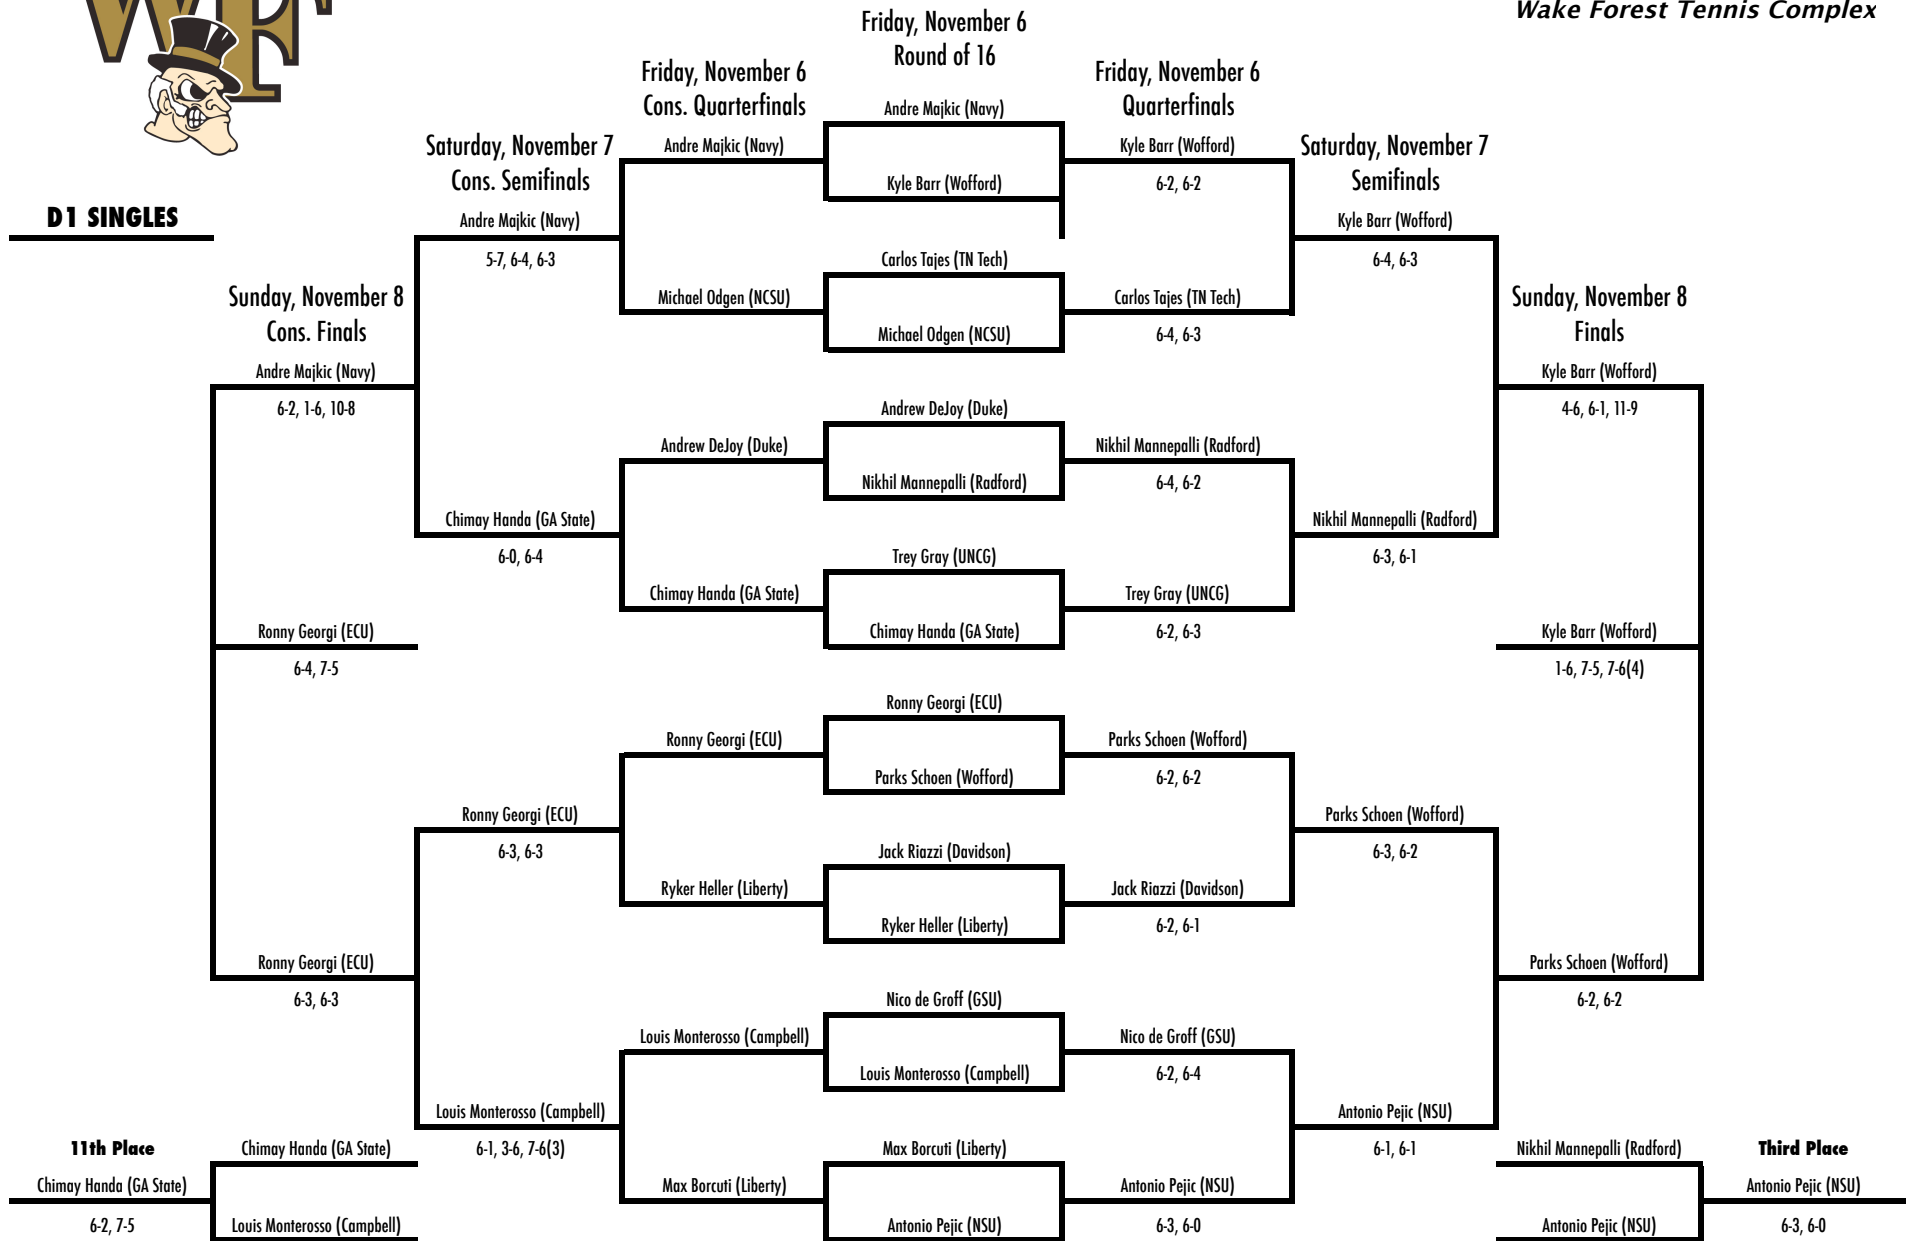 WF
Wake Forest Tennis Complex
D1 SINGLES
Friday, November 6
Round of 16
Andre Majkic (Navy)
Kyle Barr (Wofford)
Carlos Tajes (TN Tech)
Michael Odgen (NCSU)
Andrew DeJoy (Duke)
Nikhil Mannepalli (Radford)
Trey Gray (UNCG)
Chimay Handa (GA State)
Ronny Georgi (ECU)
Parks Schoen (Wofford)
Jack Riazzi (Davidson)
Ryker Heller (Liberty)
Nico de Groff (GSU)
Louis Monterosso (Campbell)
Max Borcuti (Liberty)
Antonio Pejic (NSU)
Friday, November 6
Quarterfinals
Kyle Barr (Wofford)
6-2, 6-2
Carlos Tajes (TN Tech)
6-4, 6-3
Nikhil Mannepalli (Radford)
6-4, 6-2
Trey Gray (UNCG)
6-2, 6-3
Parks Schoen (Wofford)
6-2, 6-2
Jack Riazzi (Davidson)
6-2, 6-1
Nico de Groff (GSU)
6-2, 6-4
Antonio Pejic (NSU)
6-3, 6-0
Saturday, November 7
Semifinals
Kyle Barr (Wofford)
6-4, 6-3
Nikhil Mannepalli (Radford)
6-3, 6-1
Parks Schoen (Wofford)
6-3, 6-2
Antonio Pejic (NSU)
6-1, 6-1
Sunday, November 8
Finals
Kyle Barr (Wofford)
4-6, 6-1, 11-9
Kyle Barr (Wofford)
1-6, 7-5, 7-6(4)
Parks Schoen (Wofford)
6-2, 6-2
Nikhil Mannepalli (Radford)
Antonio Pejic (NSU)
Third Place
Antonio Pejic (NSU)
6-3, 6-0
Friday, November 6
Cons. Quarterfinals
Andre Majkic (Navy)
Michael Odgen (NCSU)
Andrew DeJoy (Duke)
Chimay Handa (GA State)
Ronny Georgi (ECU)
Ryker Heller (Liberty)
Louis Monterosso (Campbell)
Max Borcuti (Liberty)
Saturday, November 7
Cons. Semifinals
Andre Majkic (Navy)
5-7, 6-4, 6-3
Chimay Handa (GA State)
6-0, 6-4
Ronny Georgi (ECU)
6-3, 6-3
Louis Monterosso (Campbell)
6-1, 3-6, 7-6(3)
Sunday, November 8
Cons. Finals
Andre Majkic (Navy)
6-2, 1-6, 10-8
Ronny Georgi (ECU)
6-4, 7-5
Ronny Georgi (ECU)
6-3, 6-3
Chimay Handa (GA State)
Louis Monterosso (Campbell)
11th Place
Chimay Handa (GA State)
6-2, 7-5